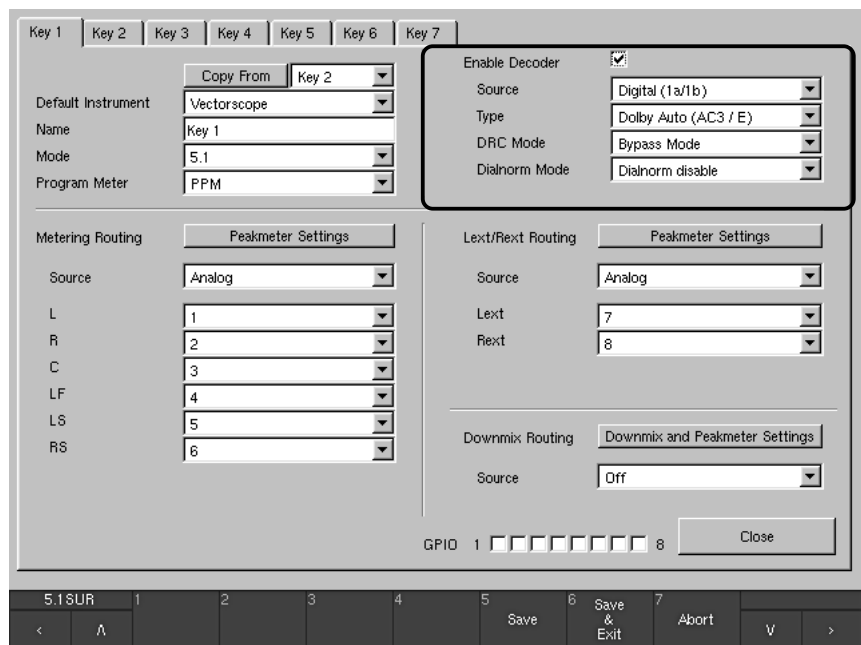 Key 1 Key 2 Key 3 Key 4 Key 5 Key 6 Key 7
Copy From Key 2
Default Instrument Vectorscope
Name Key 1
Mode 5.1
Program Meter PPM
Enable Decoder
Source Digital (1a/1b)
Type Dolby Auto (AC3 / E)
DRC Mode Bypass Mode
Dialnorm Mode Dialnorm disable
Metering Routing Peakmeter Settings
Source Analog
L 1
R 2
C 3
LF 4
LS 5
RS 6
Lext/Rext Routing Peakmeter Settings
Source Analog
Lext 7
Rext 8
Downmix Routing Downmix and Peakmeter Settings
Source Off
GPIO 1 8 Close
5.1SUR 1 2 3 4 5 Save 6 Save & Exit 7 Abort
< Λ V >